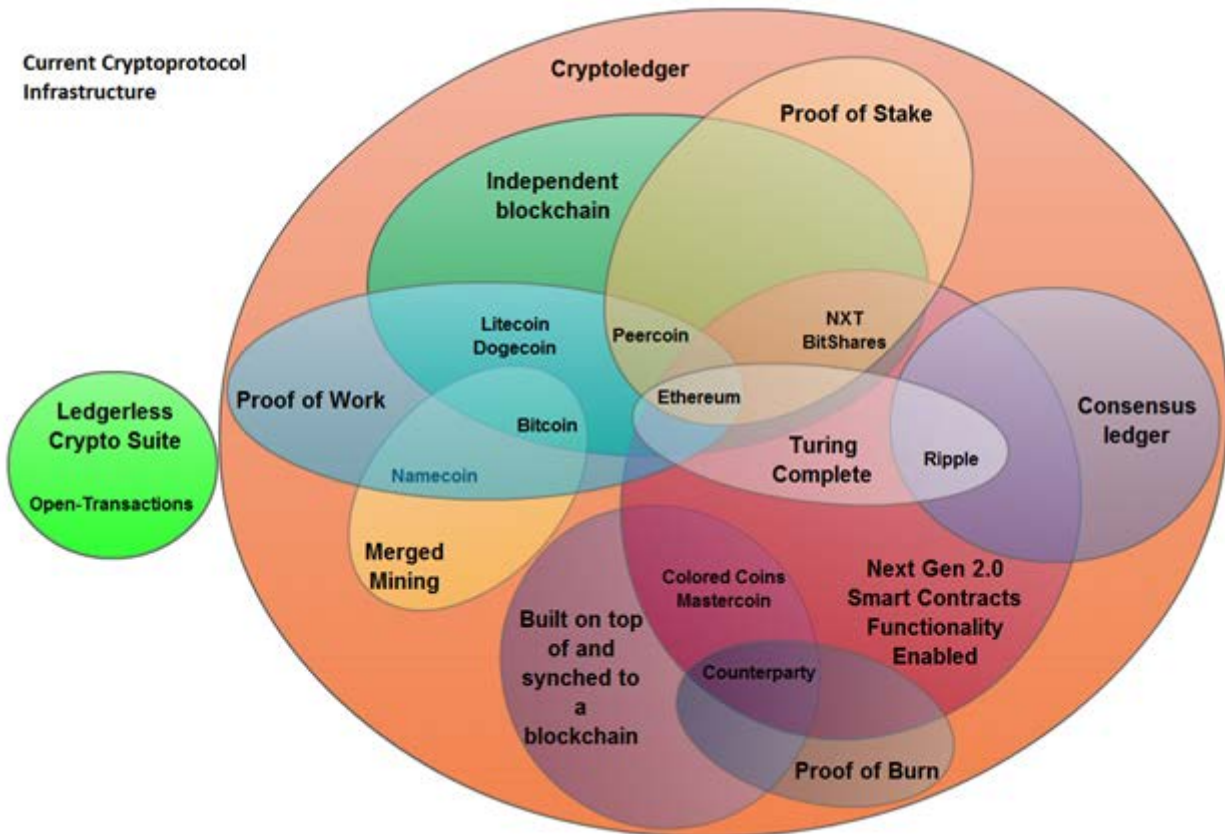 Current Cryptoprotocol
Infrastructure
Cryptoledger
Proof of Stake
Independent
blockchain
Litecoin
Dogecoin
Peercoin
NXT
BitShares
Proof of Work
Ethereum
Bitcoin
Namecoin
Turing
Complete
Ripple
Consensus
ledger
Ledgerless
Crypto Suite
Open-Transactions
Merged
Mining
Colored Coins
Mastercoin
Next Gen 2.0
Smart Contracts
Functionality
Enabled
Built on top
of and
synched to
a
blockchain
Counterparty
Proof of Burn